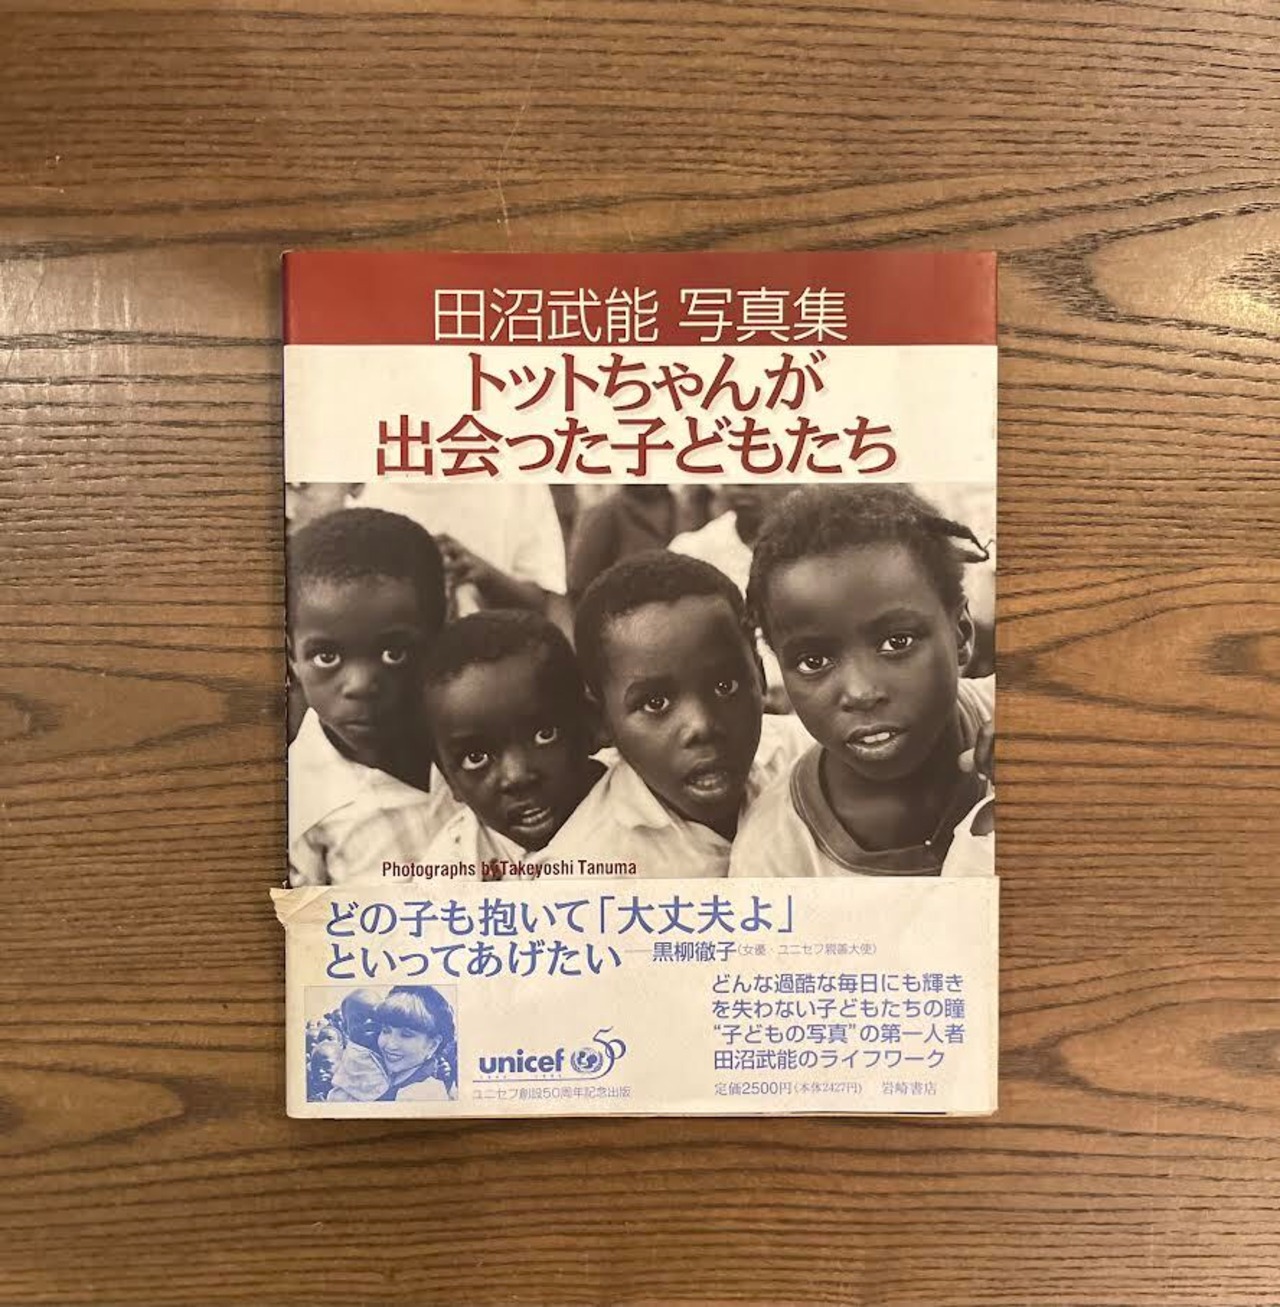 田沼武能 写真集
トットちゃんが
出会った子どもたち
Photographs by Takeyoshi Tanuma
どの子も抱いて「大丈夫よ」
といってあげたい──黒柳徹子(女優・ユニセフ親善大使)
どんな過酷な毎日にも輝き
を失わない子どもたちの瞳
“子どもの写真”の第一人者
田沼武能のライフワーク
unicef 50
ユニセフ創設50周年記念出版
定価2500円(本体2427円) 岩崎書店